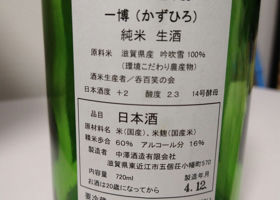 一博（かずひろ）
純米 生酒
原料米 滋賀県産 吟吹雪100%
（環境こだわり農産物）
酒米生産者／呑百笑の会
日本酒度 +2 酸度 2.3 14号酵母
品目 日本酒
原材料名 米(国産)、米麹(国産米)
精米歩合 60% アルコール分 16%
製造者 中澤酒造有限会社
滋賀県東近江市五個荘小幡町570
内容量 720ml 製造年月
お酒は20歳になってから 4.12.